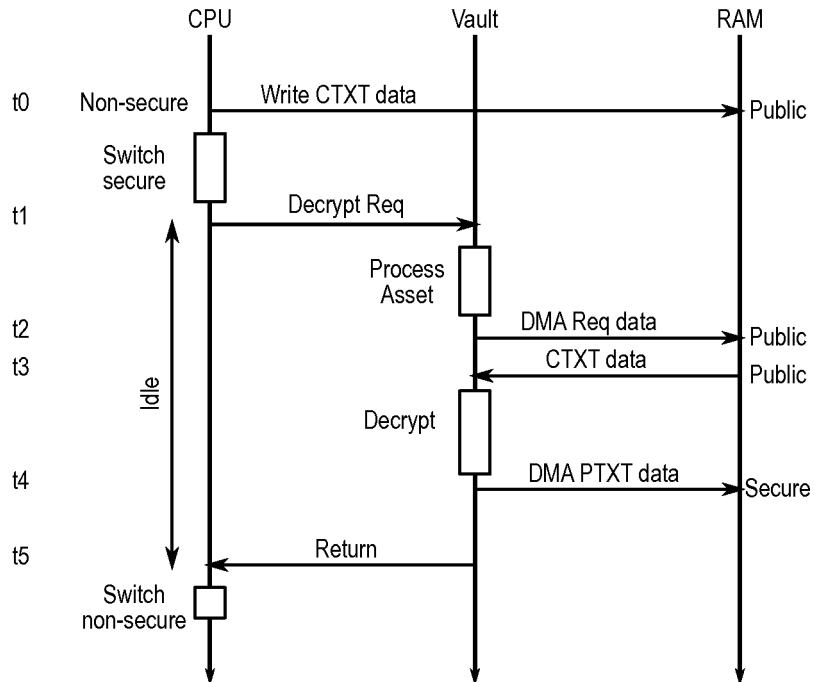 CPU
Vault
RAM
t0
Non-secure
Write CTXT data
Public
Switch
secure
t1
Decrypt Req
Process
Asset
t2
DMA Req data
Public
t3
CTXT data
Public
Idle
Decrypt
t4
DMA PTXT data
Secure
t5
Return
Switch
non-secure